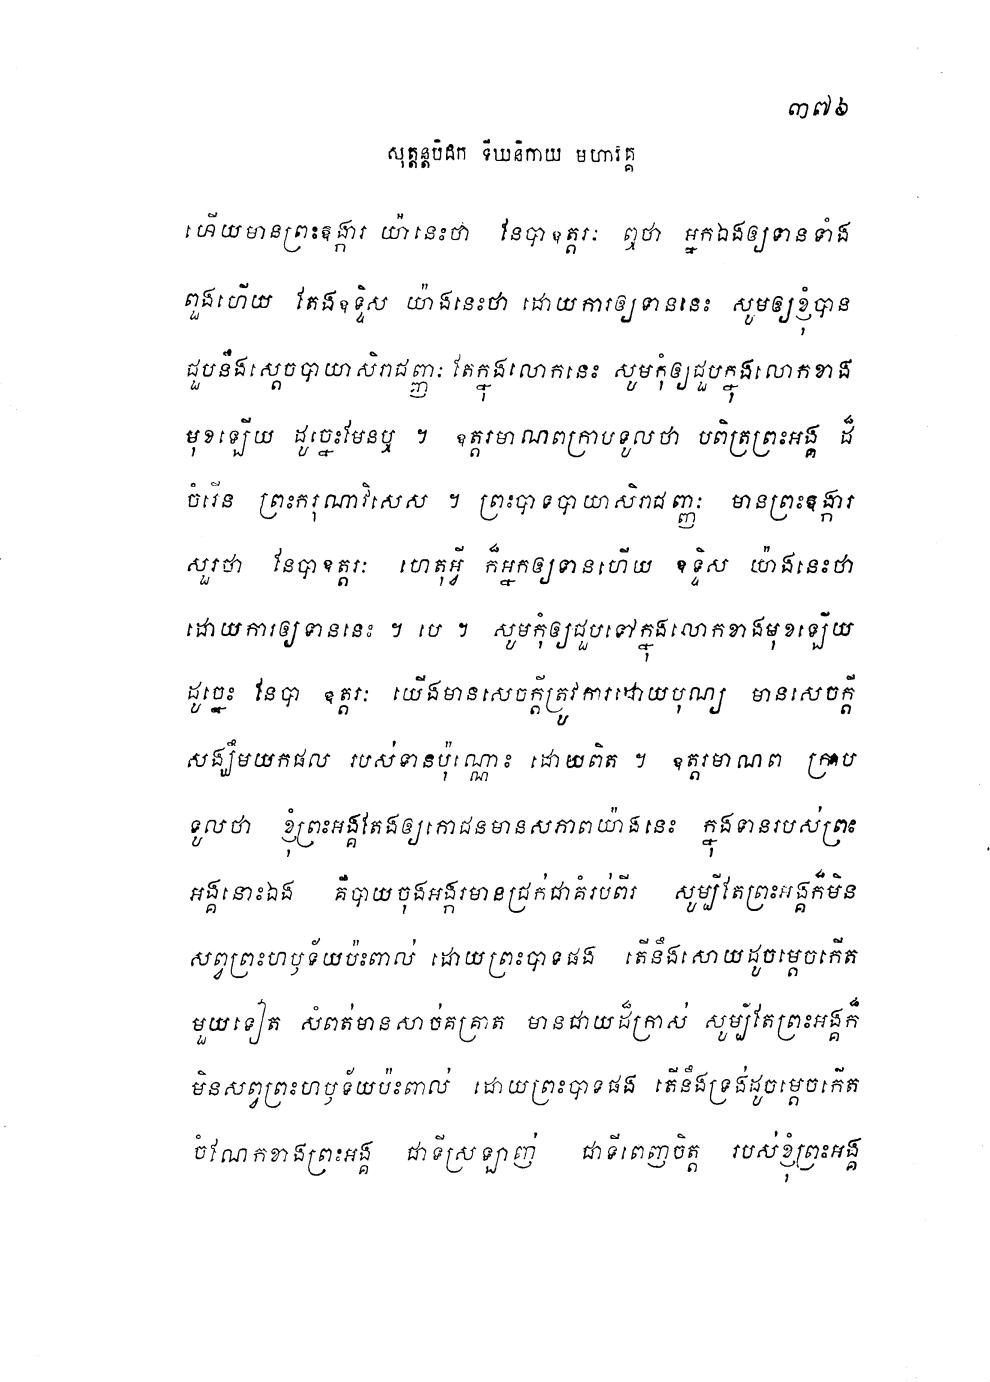 ៣៧៦
សុត្តន្តបិដក ទីឃនិកាយ មហាវគ្គ
ហើយមានព្រះឧង្ការ យ៉ានេះថា នៃបាឧត្តរៈ ឮថា អ្នកឯងឲ្យទានទាំង
ពួងហើយ តែងឧទ្ទិស យ៉ាងនេះថា ដោយការឲ្យទាននេះ សូមឲ្យខ្ញុំបាន
ជួបនឹងស្តេចបាយាសិរាជញ្ញៈ តែក្នុងលោកនេះ សូមកុំឲ្យជួបក្នុងលោកខាង
មុខឡើយ ដូច្នេះមែនឬ ។ ឧត្តរមាណពក្រាបទូលថា បពិត្រព្រះអង្គ ដ៏
ចំរើន ព្រះករុណាវិសេស ។ ព្រះបាទបាយាសិរាជញ្ញៈ មានព្រះឧង្ការ
សួរថា នៃបាឧត្តរៈ ហេតុអ្វី ក៏អ្នកឲ្យទានហើយ ឧទ្ទិស យ៉ាងនេះថា
ដោយការឲ្យទាននេះ ។ បេ ។ សូមកុំឲ្យជួបទៅក្នុងលោកខាងមុខឡើយ
ដូច្នេះ នៃបា ឧត្តរៈ យើងមានសេចក្តីត្រូវការដោយបុណ្យ មានសេចក្តី
សង្ឃឹមយកផល របស់ទានប៉ុណ្ណោះ ដោយពិត ។ ឧត្តរមាណព ក្រាប
ទូលថា ខ្ញុំព្រះអង្គតែងឲ្យភោជនមានសភាពយ៉ាងនេះ ក្នុងទានរបស់ព្រះ
អង្គនោះឯង គឺបាយចុងអង្ករមានជ្រក់ជាគំរប់ពីរ សូម្បីតែព្រះអង្គក៏មិន
សព្វព្រះហឫទ័យប៉ះពាល់ ដោយព្រះបាទផង តើនឹងសោយដូចម្តេចកើត
មួយទៀត សំពត់មានសាច់គគ្រាត មានជាយដ៏ក្រាស់ សូម្បីតែព្រះអង្គក៏
មិនសព្វព្រះហឫទ័យប៉ះពាល់ ដោយព្រះបាទផង តើនឹងទ្រង់ដូចម្តេចកើត
ចំណែកខាងព្រះអង្គ ជាទីស្រឡាញ់ ជាទីពេញចិត្ត របស់ខ្ញុំព្រះអង្គ